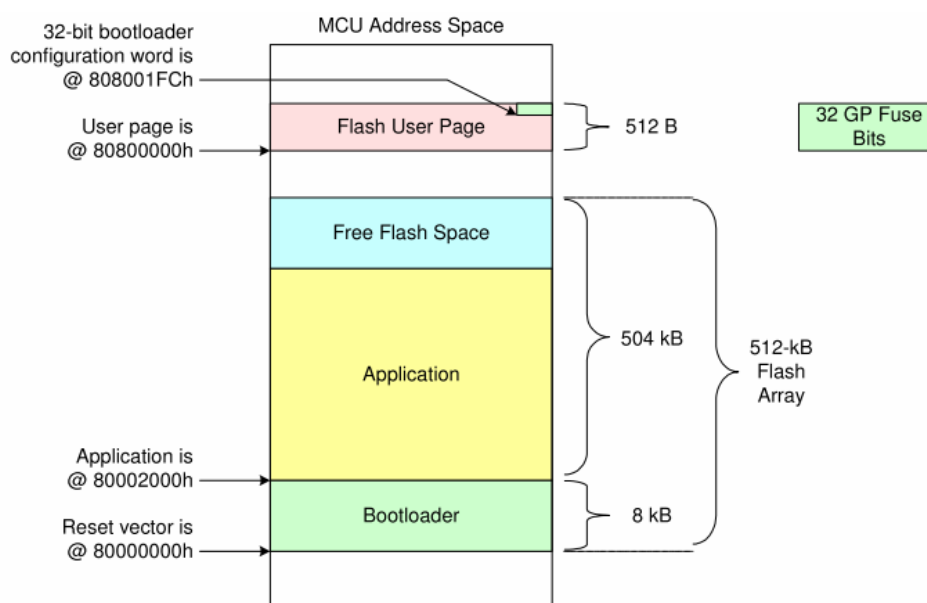 MCU Address Space
32-bit bootloader
configuration word is
@ 808001FCh
User page is
@ 80800000h
Flash User Page
512 B
32 GP Fuse
Bits
Free Flash Space
504 kB
Application
512-kB
Flash
Array
Application is
@ 80002000h
Bootloader
8 kB
Reset vector is
@ 80000000h